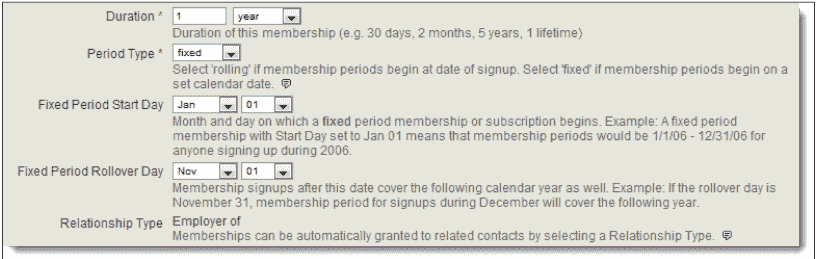 Duration * 1 year
Duration of this membership (e.g. 30 days, 2 months, 5 years, 1 lifetime)
Period Type * fixed
Select 'rolling' if membership periods begin at date of signup. Select 'fixed' if membership periods begin on a
set calendar date.
Fixed Period Start Day Jan 01
Month and day on which a fixed period membership or subscription begins. Example: A fixed period
membership with Start Day set to Jan 01 means that membership periods would be 1/1/06 - 12/31/06 for
anyone signing up during 2006.
Fixed Period Rollover Day Nov 01
Membership signups after this date cover the following calendar year as well. Example: If the rollover day is
November 31, membership period for signups during December will cover the following year.
Relationship Type Employer of
Memberships can be automatically granted to related contacts by selecting a Relationship Type.